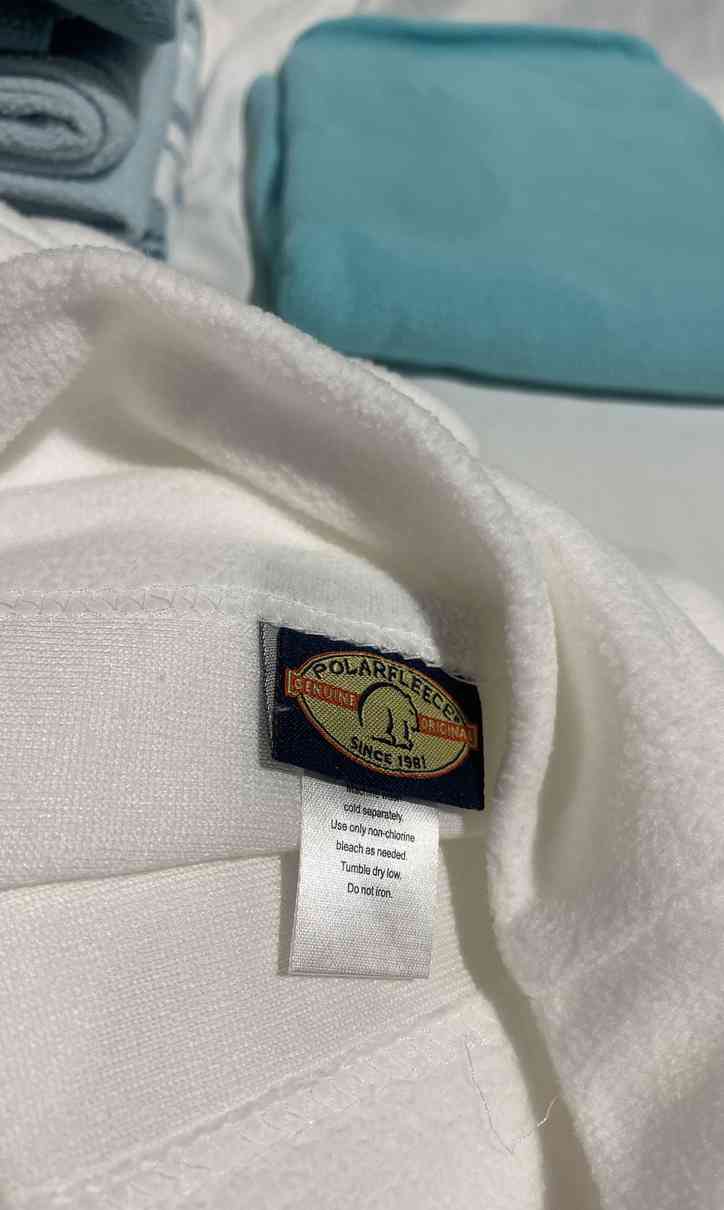 POLARFLEECE®
GENUINE
ORIGINAL
SINCE 1981
cold separately.
Use only non-chlorine
bleach as needed.
Tumble dry low.
Do not iron.